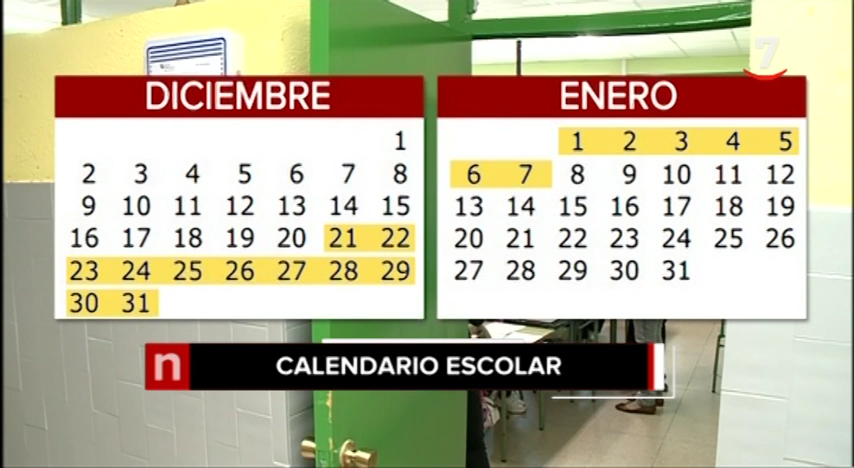 7
DICIEMBRE
1
2 3 4 5 6 7 8
9 10 11 12 13 14 15
16 17 18 19 20 21 22
23 24 25 26 27 28 29
30 31
ENERO
1 2 3 4 5
6 7 8 9 10 11 12
13 14 15 16 17 18 19
20 21 22 23 24 25 26
27 28 29 30 31
n CALENDARIO ESCOLAR